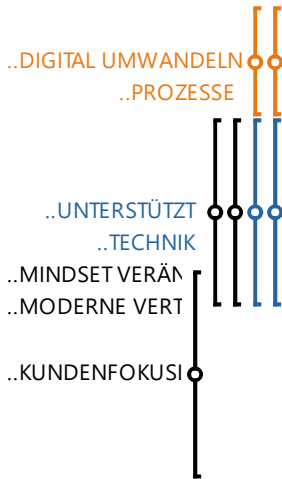 ..DIGITAL UMWANDELN
..PROZESSE
..UNTERSTÜTZT
..TECHNIK
..MINDSET VERÄN
..MODERNE VERT
..KUNDENFOKUSI